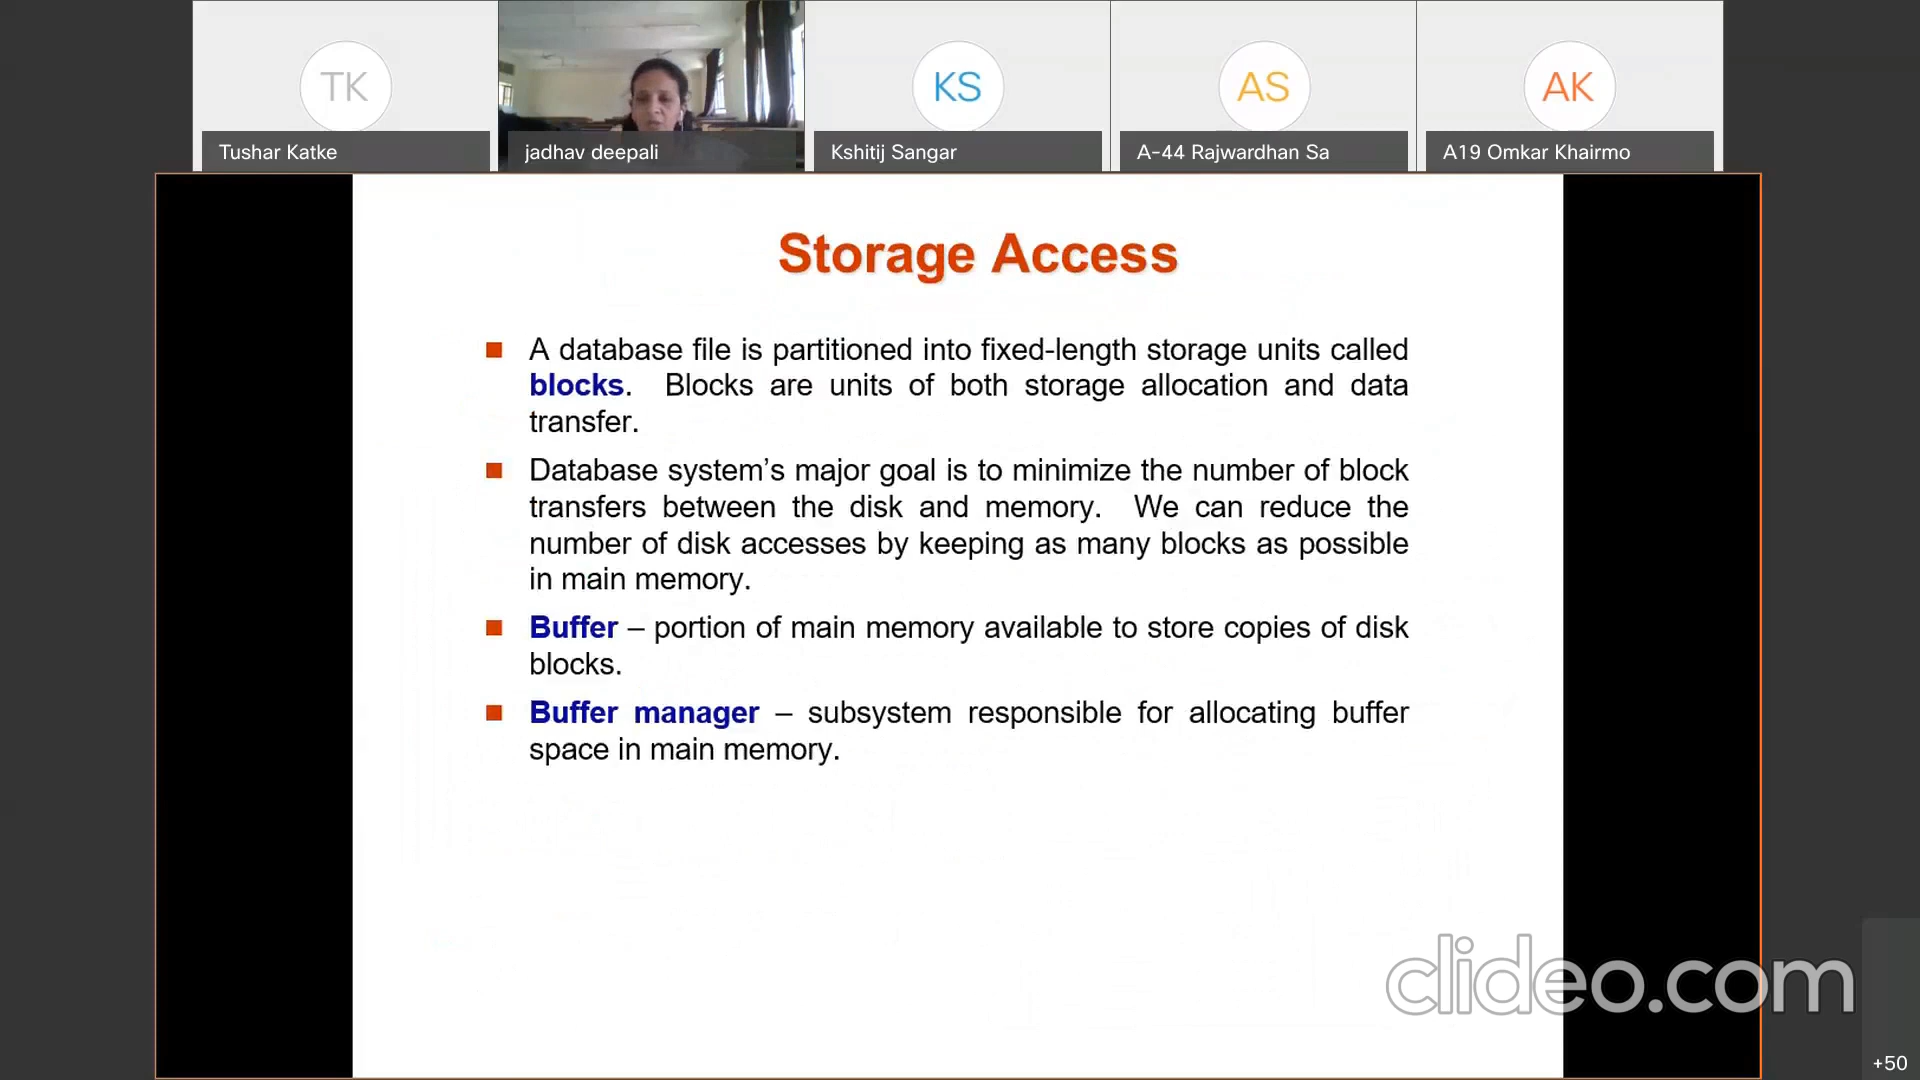 TK
KS
AS
AK
Tushar Katke
jadhav deepali
Kshitij Sangar
A-44 Rajwardhan Sa
A19 Omkar Khairmo
Storage Access
A database file is partitioned into fixed-length storage units called
blocks. Blocks are units of both storage allocation and data
transfer.
Database system’s major goal is to minimize the number of block
transfers between the disk and memory. We can reduce the
number of disk accesses by keeping as many blocks as possible
in main memory.
Buffer – portion of main memory available to store copies of disk
blocks.
Buffer manager – subsystem responsible for allocating buffer
space in main memory.
clideo.com
+50